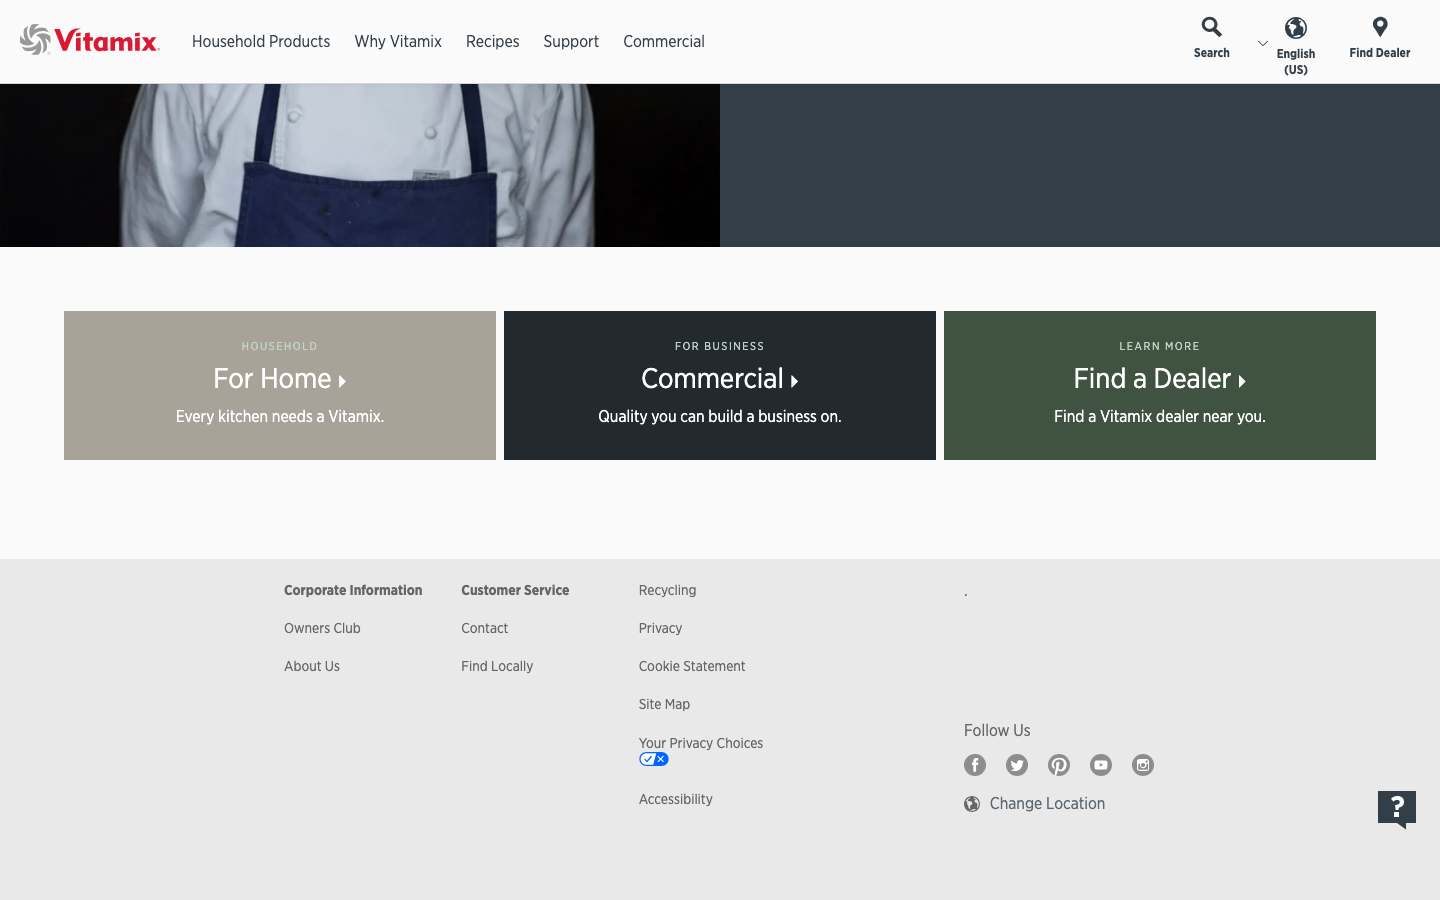 Vitamix
Household Products
Why Vitamix
Recipes
Support
Commercial
Search
English
(US)
Find Dealer
HOUSEHOLD
For Home
Every kitchen needs a Vitamix.
FOR BUSINESS
Commercial
Quality you can build a business on.
LEARN MORE
Find a Dealer
Find a Vitamix dealer near you.
Corporate Information
Owners Club
About Us
Customer Service
Contact
Find Locally
Recycling
Privacy
Cookie Statement
Site Map
Your Privacy Choices
Accessibility
.
Follow Us
Change Location
?